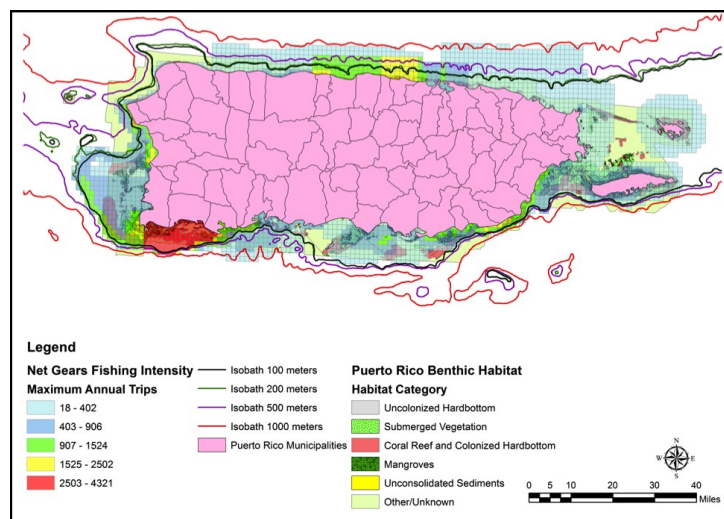 Legend
Net Gears Fishing Intensity
Maximum Annual Trips
18 - 402
403 - 906
907 - 1524
1525 - 2502
2503 - 4321
Isobath 100 meters
Isobath 200 meters
Isobath 500 meters
Isobath 1000 meters
Puerto Rico Municipalities
Puerto Rico Benthic Habitat
Habitat Category
Uncolonized Hardbottom
Submerged Vegetation
Coral Reef and Colonized Hardbottom
Mangroves
Unconsolidated Sediments
Other/Unknown
N
W E
S
0 5 10 20 30 40
Miles